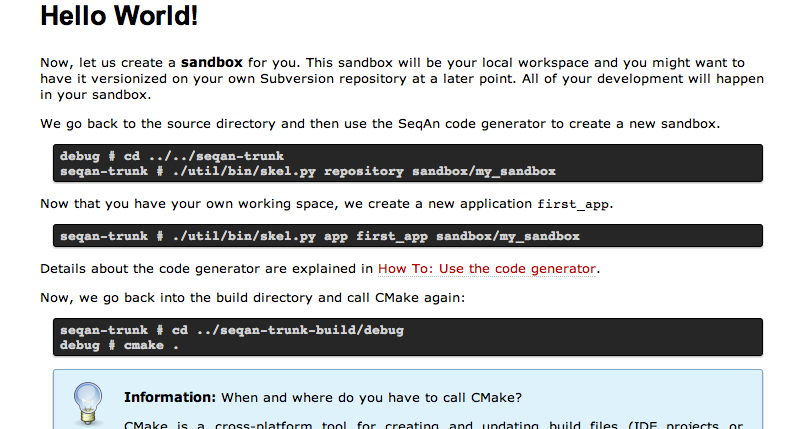 Hello World!
Now, let us create a sandbox for you. This sandbox will be your local workspace and you might want to
have it versionized on your own Subversion repository at a later point. All of your development will happen
in your sandbox.
We go back to the source directory and then use the SeqAn code generator to create a new sandbox.
debug # cd ../../seqan-trunk
seqan-trunk # ./util/bin/skel.py repository sandbox/my_sandbox
Now that you have your own working space, we create a new application first_app.
seqan-trunk # ./util/bin/skel.py app first_app sandbox/my_sandbox
Details about the code generator are explained in How To: Use the code generator.
Now, we go back into the build directory and call CMake again:
seqan-trunk # cd ../seqan-trunk-build/debug
debug # cmake .
Information: When and where do you have to call CMake?
CMake is a cross-platform tool for creating and updating build files (IDE projects or